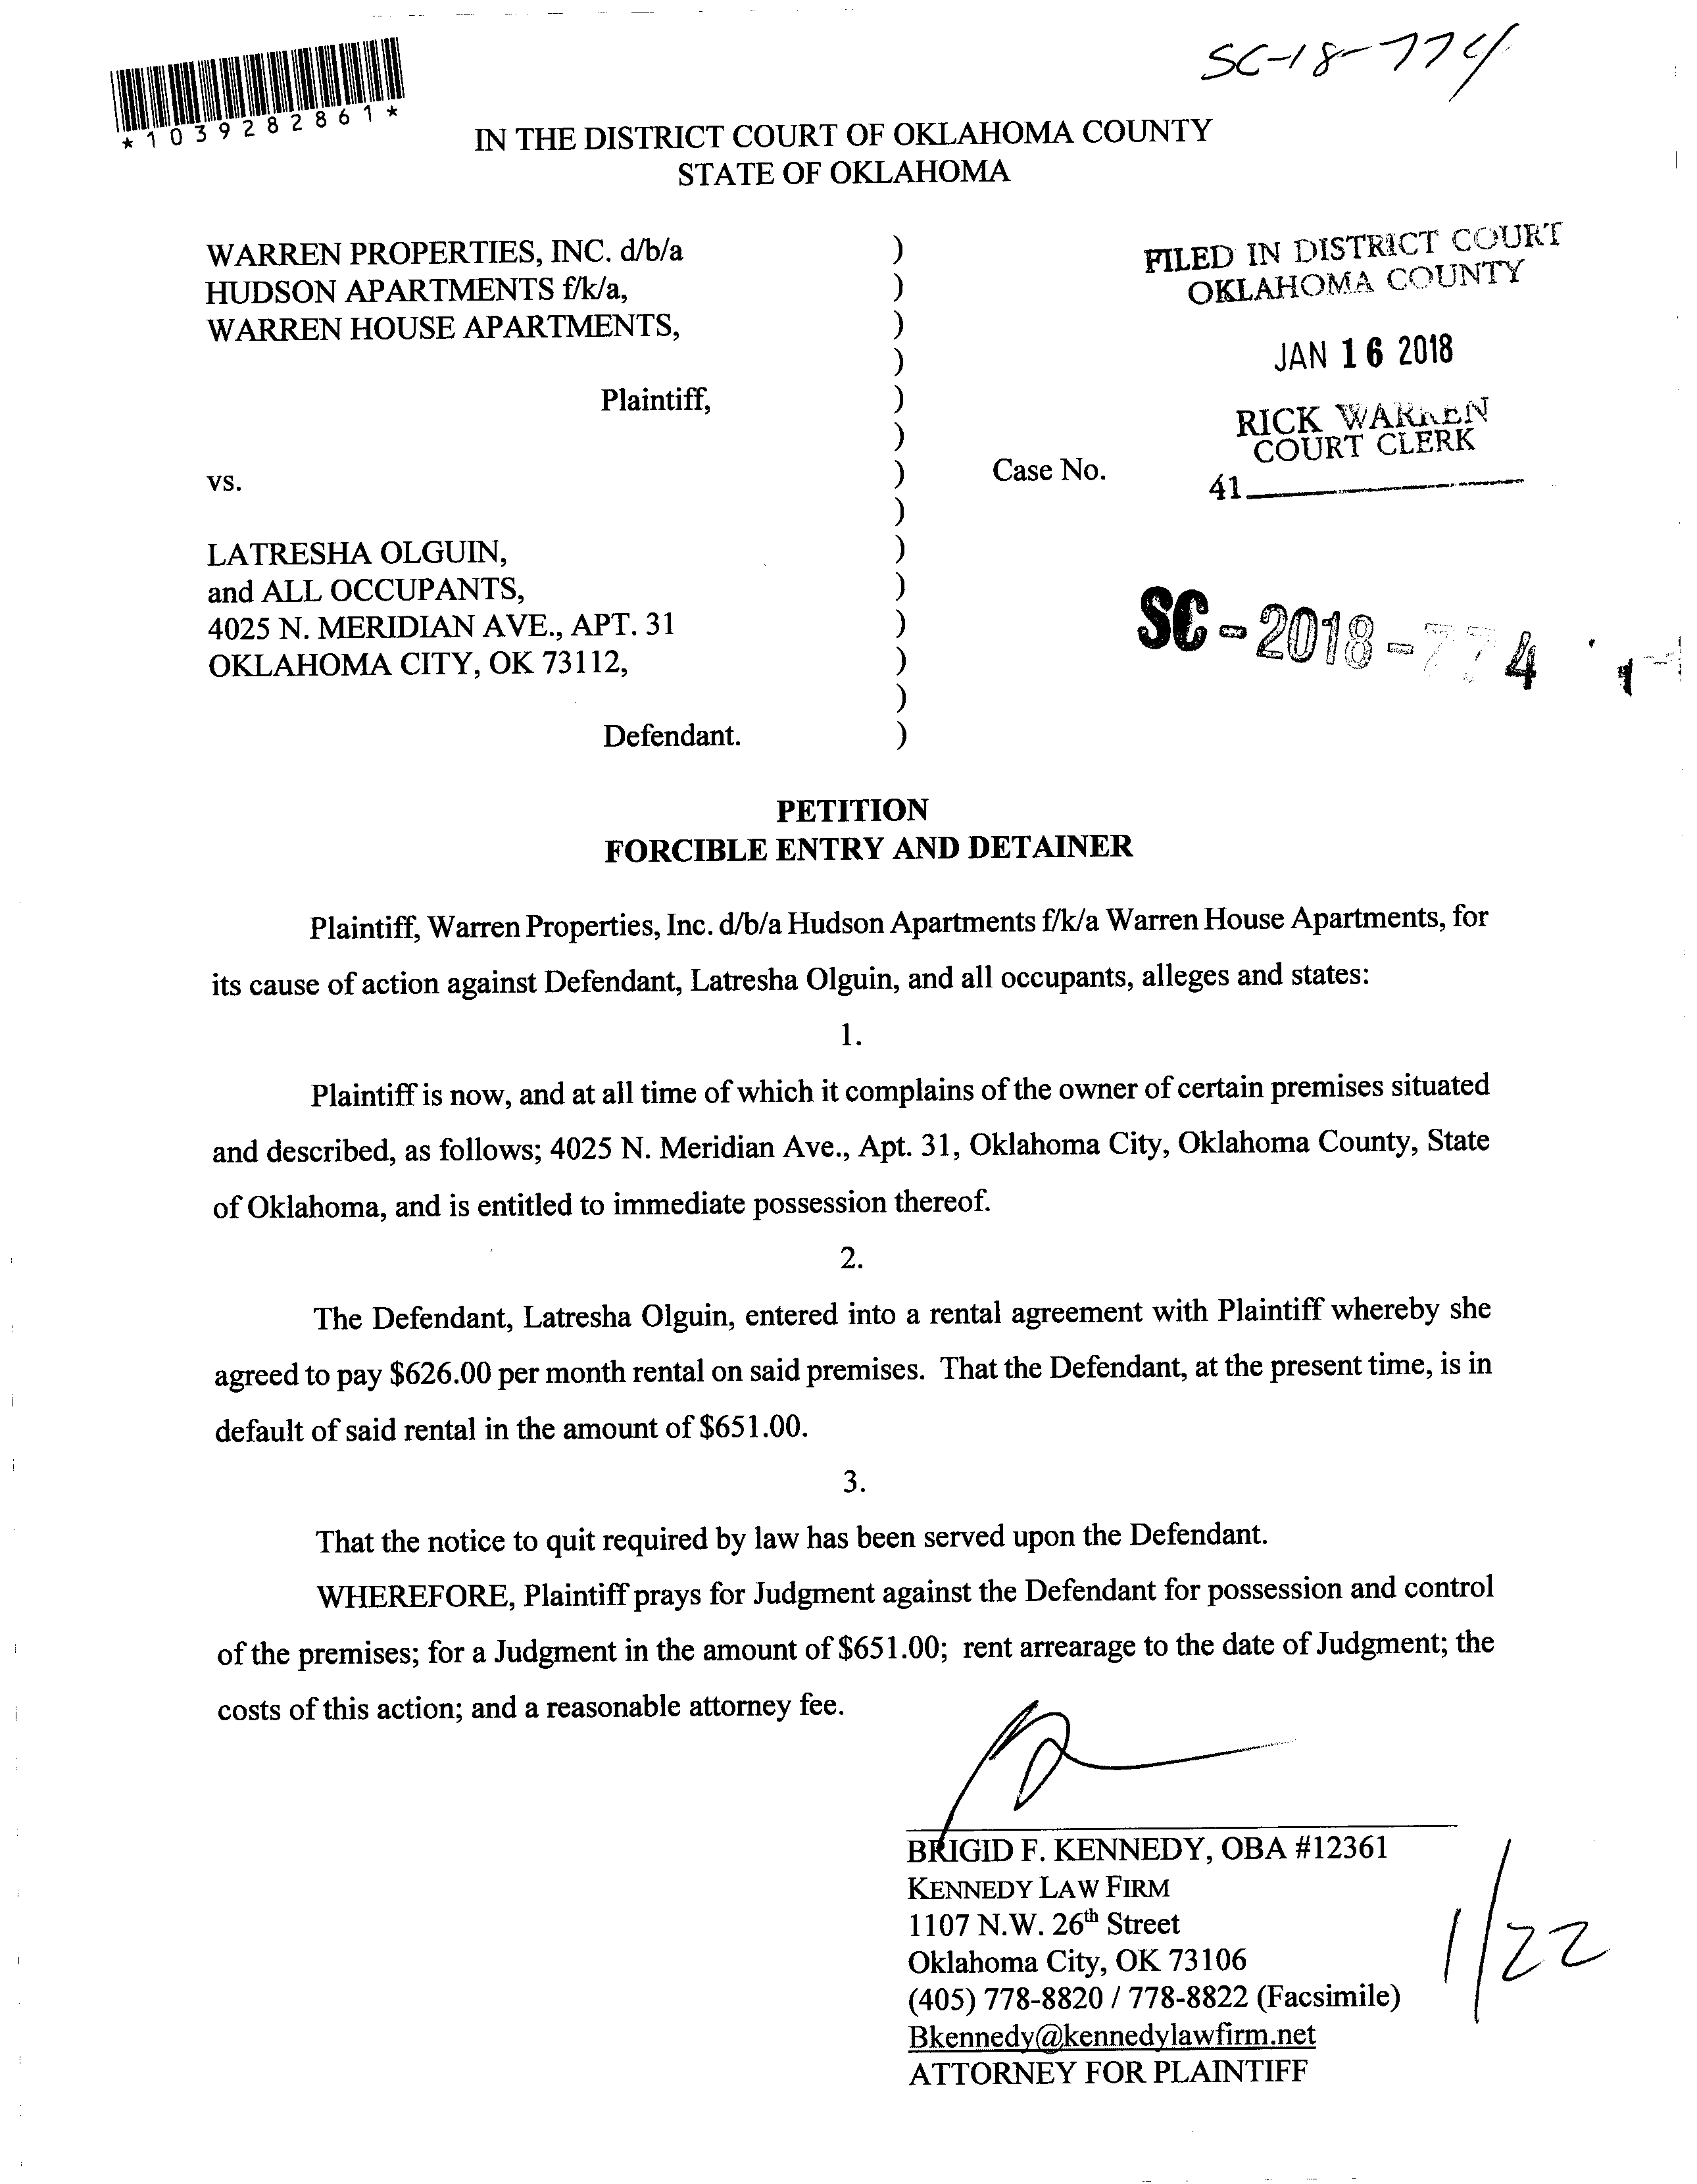 SC-18-774
*1039282861*
IN THE DISTRICT COURT OF OKLAHOMA COUNTY
STATE OF OKLAHOMA
WARREN PROPERTIES, INC. d/b/a )
HUDSON APARTMENTS f/k/a, )
WARREN HOUSE APARTMENTS, )
)
Plaintiff, )
)
vs. )
)
LATRESHA OLGUIN, )
and ALL OCCUPANTS, )
4025 N. MERIDIAN AVE., APT. 31 )
OKLAHOMA CITY, OK 73112, )
)
Defendant. )
FILED IN DISTRICT COURT
OKLAHOMA COUNTY
JAN 16 2018
RICK WARREN
COURT CLERK
Case No.
41
SC-2018-774
PETITION
FORCIBLE ENTRY AND DETAINER
Plaintiff, Warren Properties, Inc. d/b/a Hudson Apartments f/k/a Warren House Apartments, for
its cause of action against Defendant, Latresha Olguin, and all occupants, alleges and states:
1.
Plaintiff is now, and at all time of which it complains of the owner of certain premises situated
and described, as follows; 4025 N. Meridian Ave., Apt. 31, Oklahoma City, Oklahoma County, State
of Oklahoma, and is entitled to immediate possession thereof.
2.
The Defendant, Latresha Olguin, entered into a rental agreement with Plaintiff whereby she
agreed to pay $626.00 per month rental on said premises. That the Defendant, at the present time, is in
default of said rental in the amount of $651.00.
3.
That the notice to quit required by law has been served upon the Defendant.
WHEREFORE, Plaintiff prays for Judgment against the Defendant for possession and control
of the premises; for a Judgment in the amount of $651.00; rent arrearage to the date of Judgment; the
costs of this action; and a reasonable attorney fee.
BRIGID F. KENNEDY, OBA #12361
KENNEDY LAW FIRM
1107 N.W. 26th Street
Oklahoma City, OK 73106
(405) 778-8820 / 778-8822 (Facsimile)
Bkennedy@kennedylawfirm.net
ATTORNEY FOR PLAINTIFF
1/22